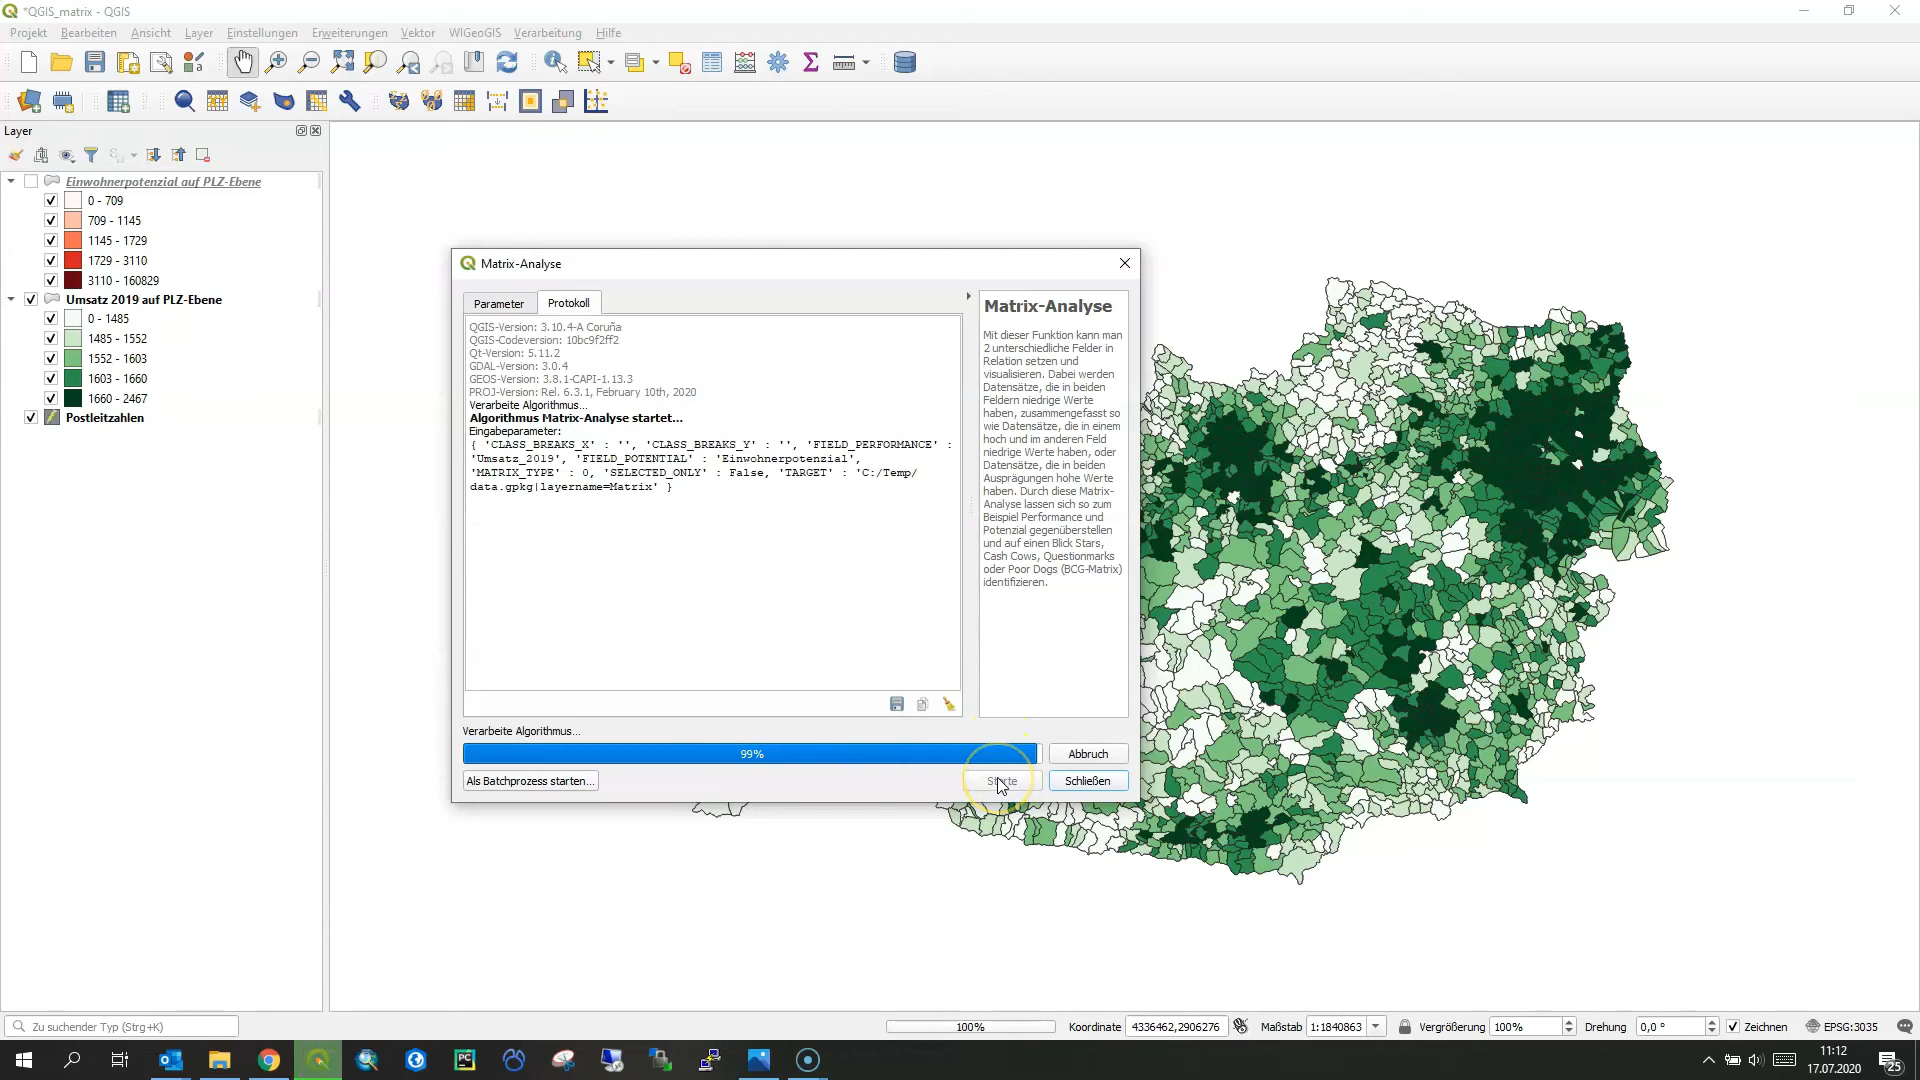 *QGIS_matrix - QGIS
Projekt Bearbeiten Ansicht Layer Einstellungen Erweiterungen Vektor WIGeoGIS Verarbeitung Hilfe
Layer
Einwohnerpotenzial auf PLZ-Ebene
0 - 709
709 - 1145
1145 - 1729
1729 - 3110
3110 - 160829
Umsatz 2019 auf PLZ-Ebene
0 - 1485
1485 - 1552
1552 - 1603
1603 - 1660
1660 - 2467
Postleitzahlen
Matrix-Analyse
Parameter Protokoll
QGIS-Version: 3.10.4-A Coruña
QGIS-Codeversion: 10bc9f2ff2
Qt-Version: 5.11.2
GDAL-Version: 3.0.4
GEOS-Version: 3.8.1-CAPI-1.13.3
PROJ-Version: Rel. 6.3.1, February 10th, 2020
Verarbeite Algorithmus...
Algorithmus Matrix-Analyse startet...
Eingabeparameter:
{ 'CLASS_BREAKS_X' : '', 'CLASS_BREAKS_Y' : '', 'FIELD_PERFORMANCE' :
'Umsatz_2019', 'FIELD_POTENTIAL' : 'Einwohnerpotenzial',
'MATRIX_TYPE' : 0, 'SELECTED_ONLY' : False, 'TARGET' : 'C:/Temp/
data.gpkg|layername=Matrix' }
Matrix-Analyse
Mit dieser Funktion kann man
2 unterschiedliche Felder in
Relation setzen und
visualisieren. Dabei werden
Datensätze, die in beiden
Feldern niedrige Werte
haben, zusammengefasst so
wie Datensätze, die in einem
hoch und im anderen Feld
niedrige Werte haben, oder
Datensätze, die in beiden
Ausprägungen hohe Werte
haben. Durch diese Matrix-
Analyse lassen sich so zum
Beispiel Performance und
Potenzial gegenüberstellen
und auf einen Blick Stars,
Cash Cows, Questionmarks
oder Poor Dogs (BCG-Matrix)
identifizieren.
Verarbeite Algorithmus...
99%
Abbruch
Als Batchprozess starten...
Starte
Schließen
Zu suchender Typ (Strg+K)
100%
Koordinate 4336462,2906276
Maßstab 1:1840863
Vergrößerung 100%
Drehung 0,0 °
Zeichnen
EPSG:3035
PC
11:12
17.07.2020
25